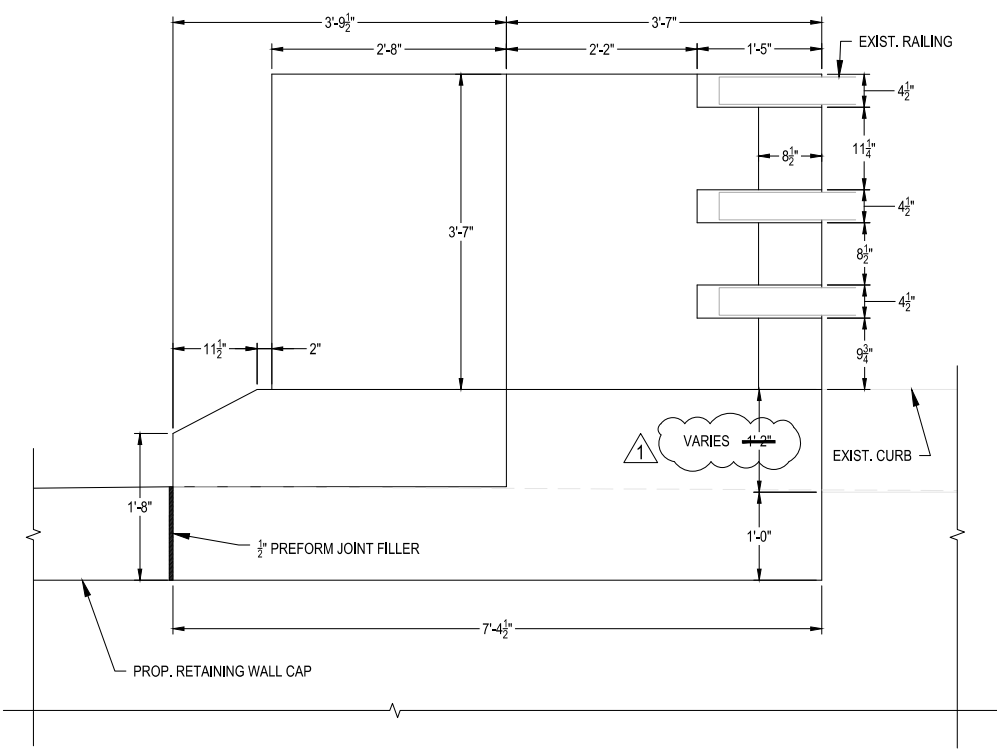 3'-9½" 3'-7"
2'-8" 2'-2" 1'-5"
EXIST. RAILING
4½"
11¼"
8½"
4½"
3'-7"
8½"
4½"
11½" 2"
9¾"
1 VARIES 1'-2"
EXIST. CURB
1'-8"
1'-0"
½" PREFORM JOINT FILLER
7'-4½"
PROP. RETAINING WALL CAP